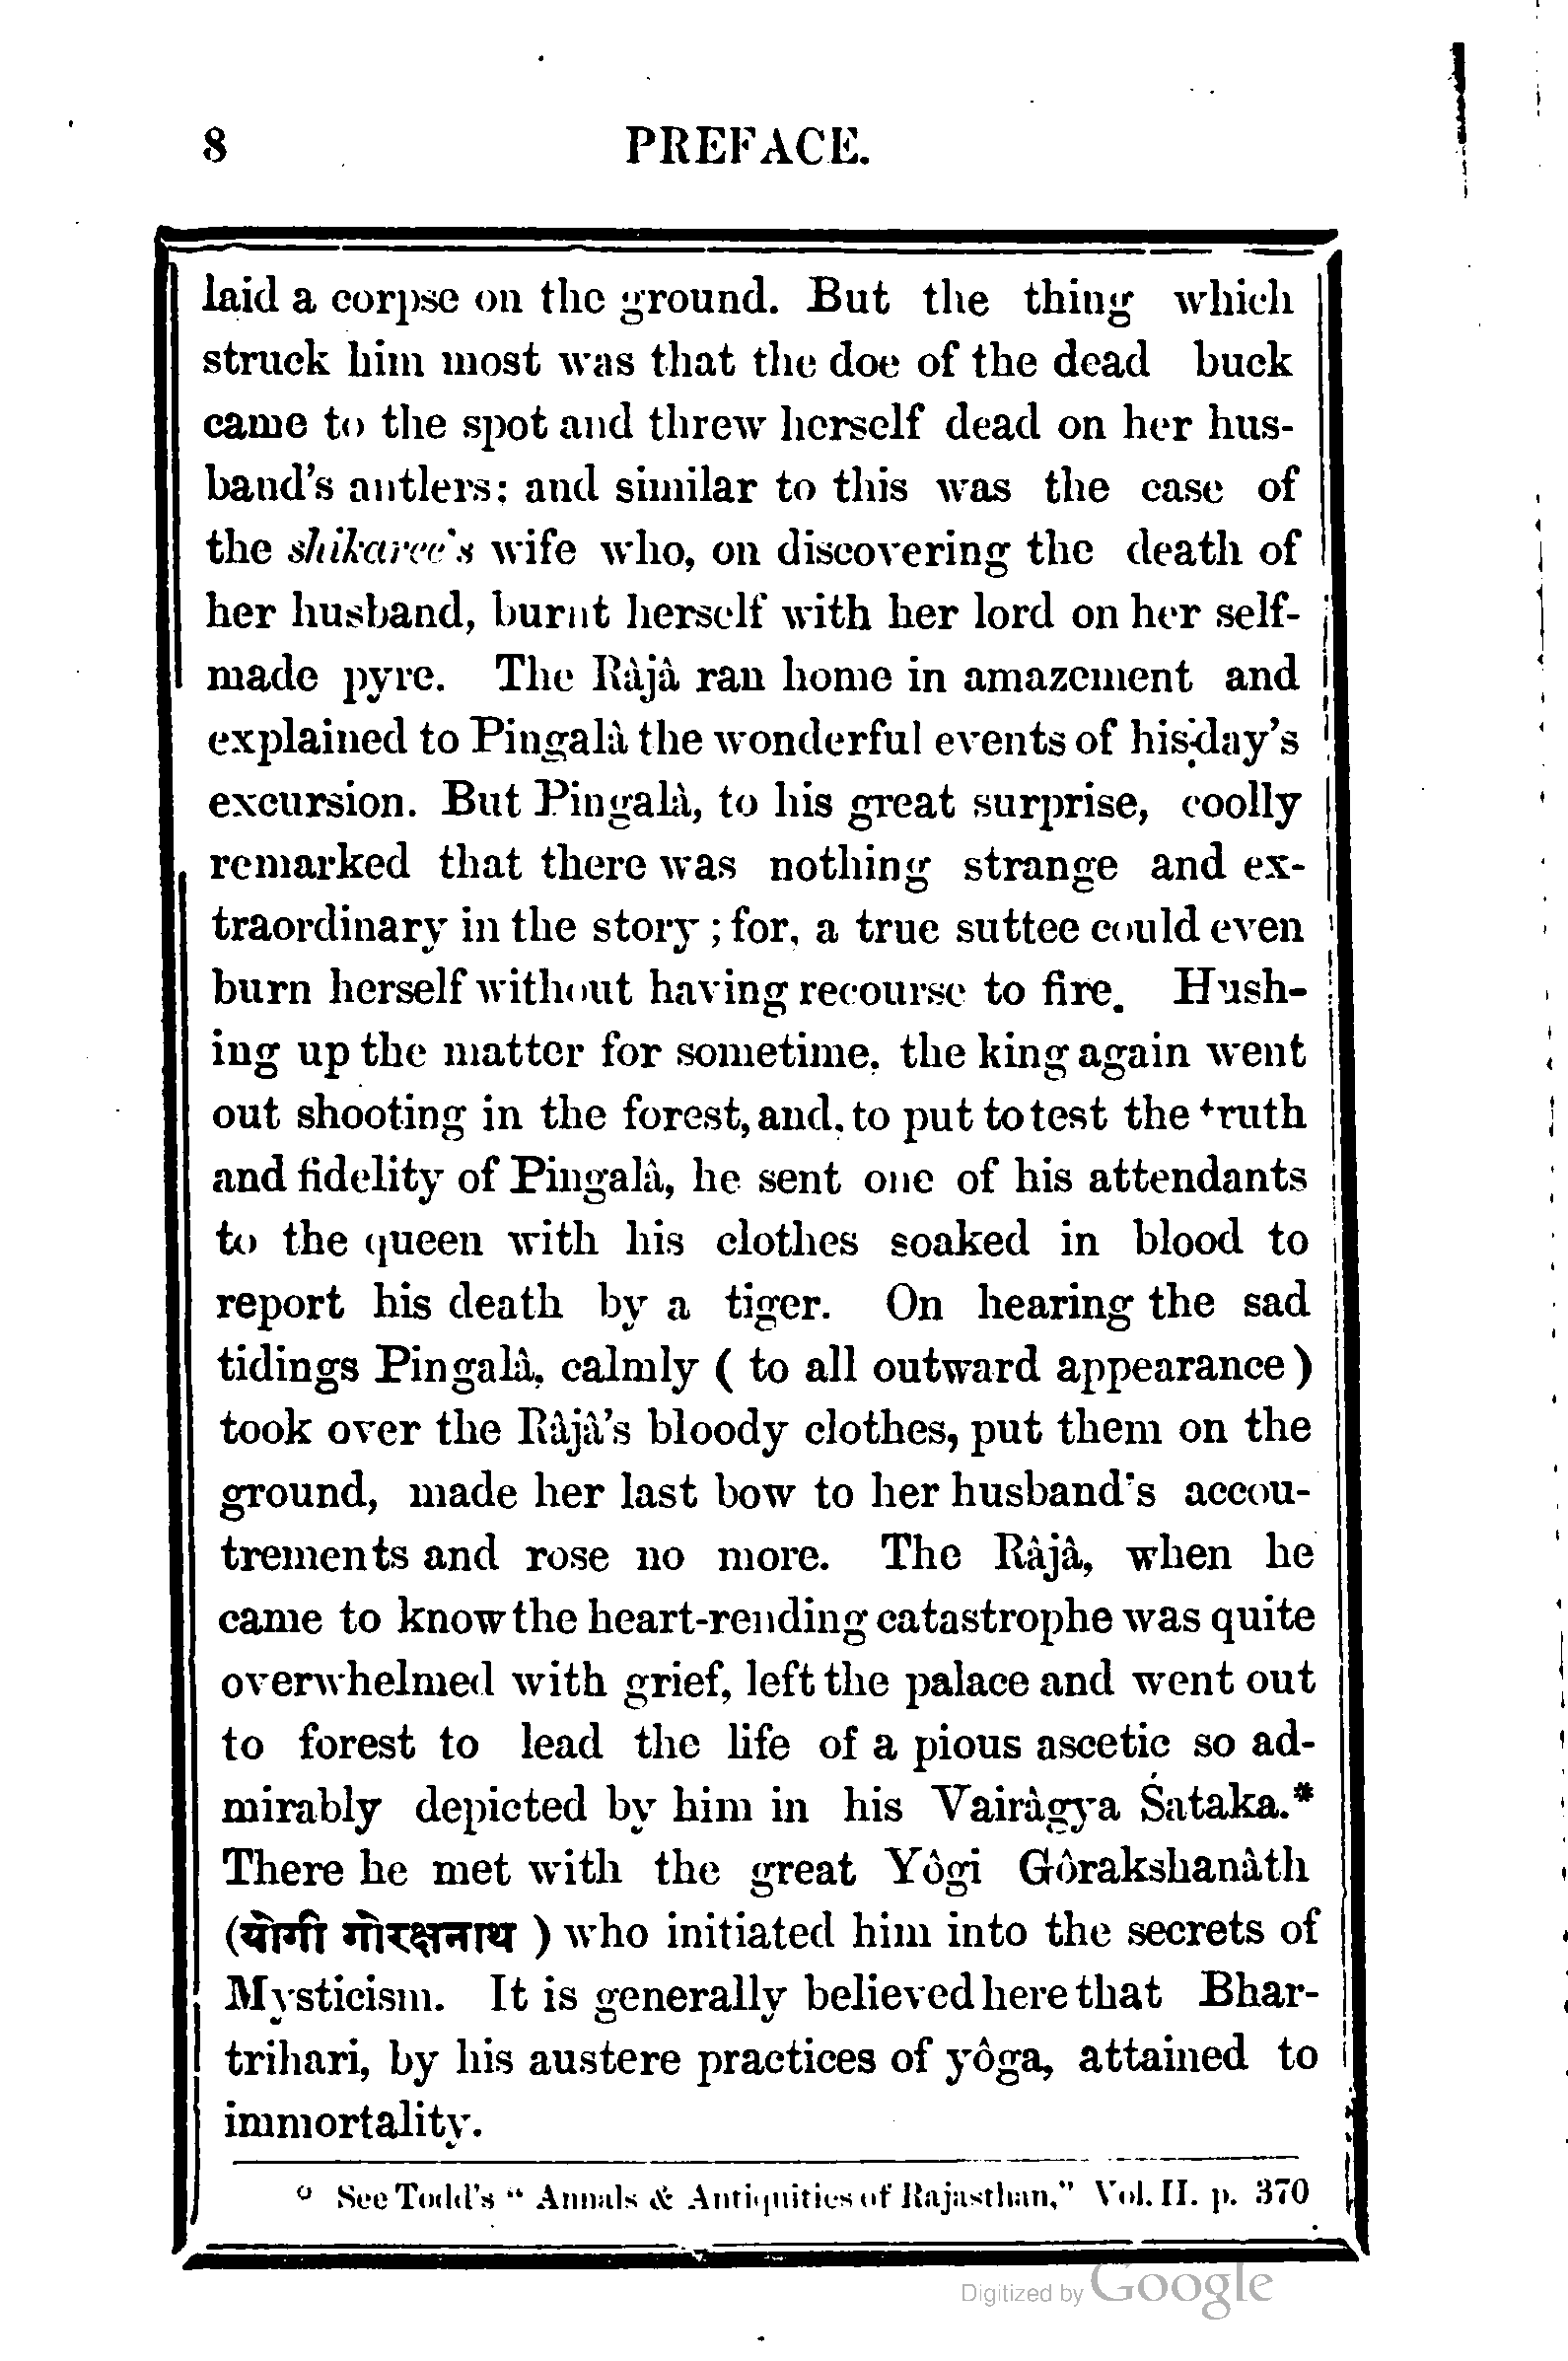 8 PREFACE.
laid a corpse on the ground. But the thing which
struck him most was that the doe of the dead buck
came to the spot and threw herself dead on her hus-
band's antlers; and similar to this was the case of
the shikaree's wife who, on discovering the death of
her husband, burnt herself with her lord on her self-
made pyre. The Râjâ ran home in amazement and
explained to Pingalâ the wonderful events of his day's
excursion. But Pingalâ, to his great surprise, coolly
remarked that there was nothing strange and ex-
traordinary in the story ; for, a true suttee could even
burn herself without having recourse to fire. Hush-
ing up the matter for sometime, the king again went
out shooting in the forest, and, to put to test the truth
and fidelity of Pingalâ, he sent one of his attendants
to the queen with his clothes soaked in blood to
report his death by a tiger. On hearing the sad
tidings Pingalâ, calmly ( to all outward appearance )
took over the Râjâ's bloody clothes, put them on the
ground, made her last bow to her husband's accou-
trements and rose no more. The Râjâ, when he
came to know the heart-rending catastrophe was quite
overwhelmed with grief, left the palace and went out
to forest to lead the life of a pious ascetic so ad-
mirably depicted by him in his Vairâgya Śataka.*
There he met with the great Yôgi Gôrakshanâth
(योगी गोरक्षनाथ ) who initiated him into the secrets of
Mysticism. It is generally believed here that Bhar-
trihari, by his austere practices of yôga, attained to
immortality.
* See Todd's " Annals & Antiquities of Rajasthan," Vol. II. p. 370
Digitized by Google